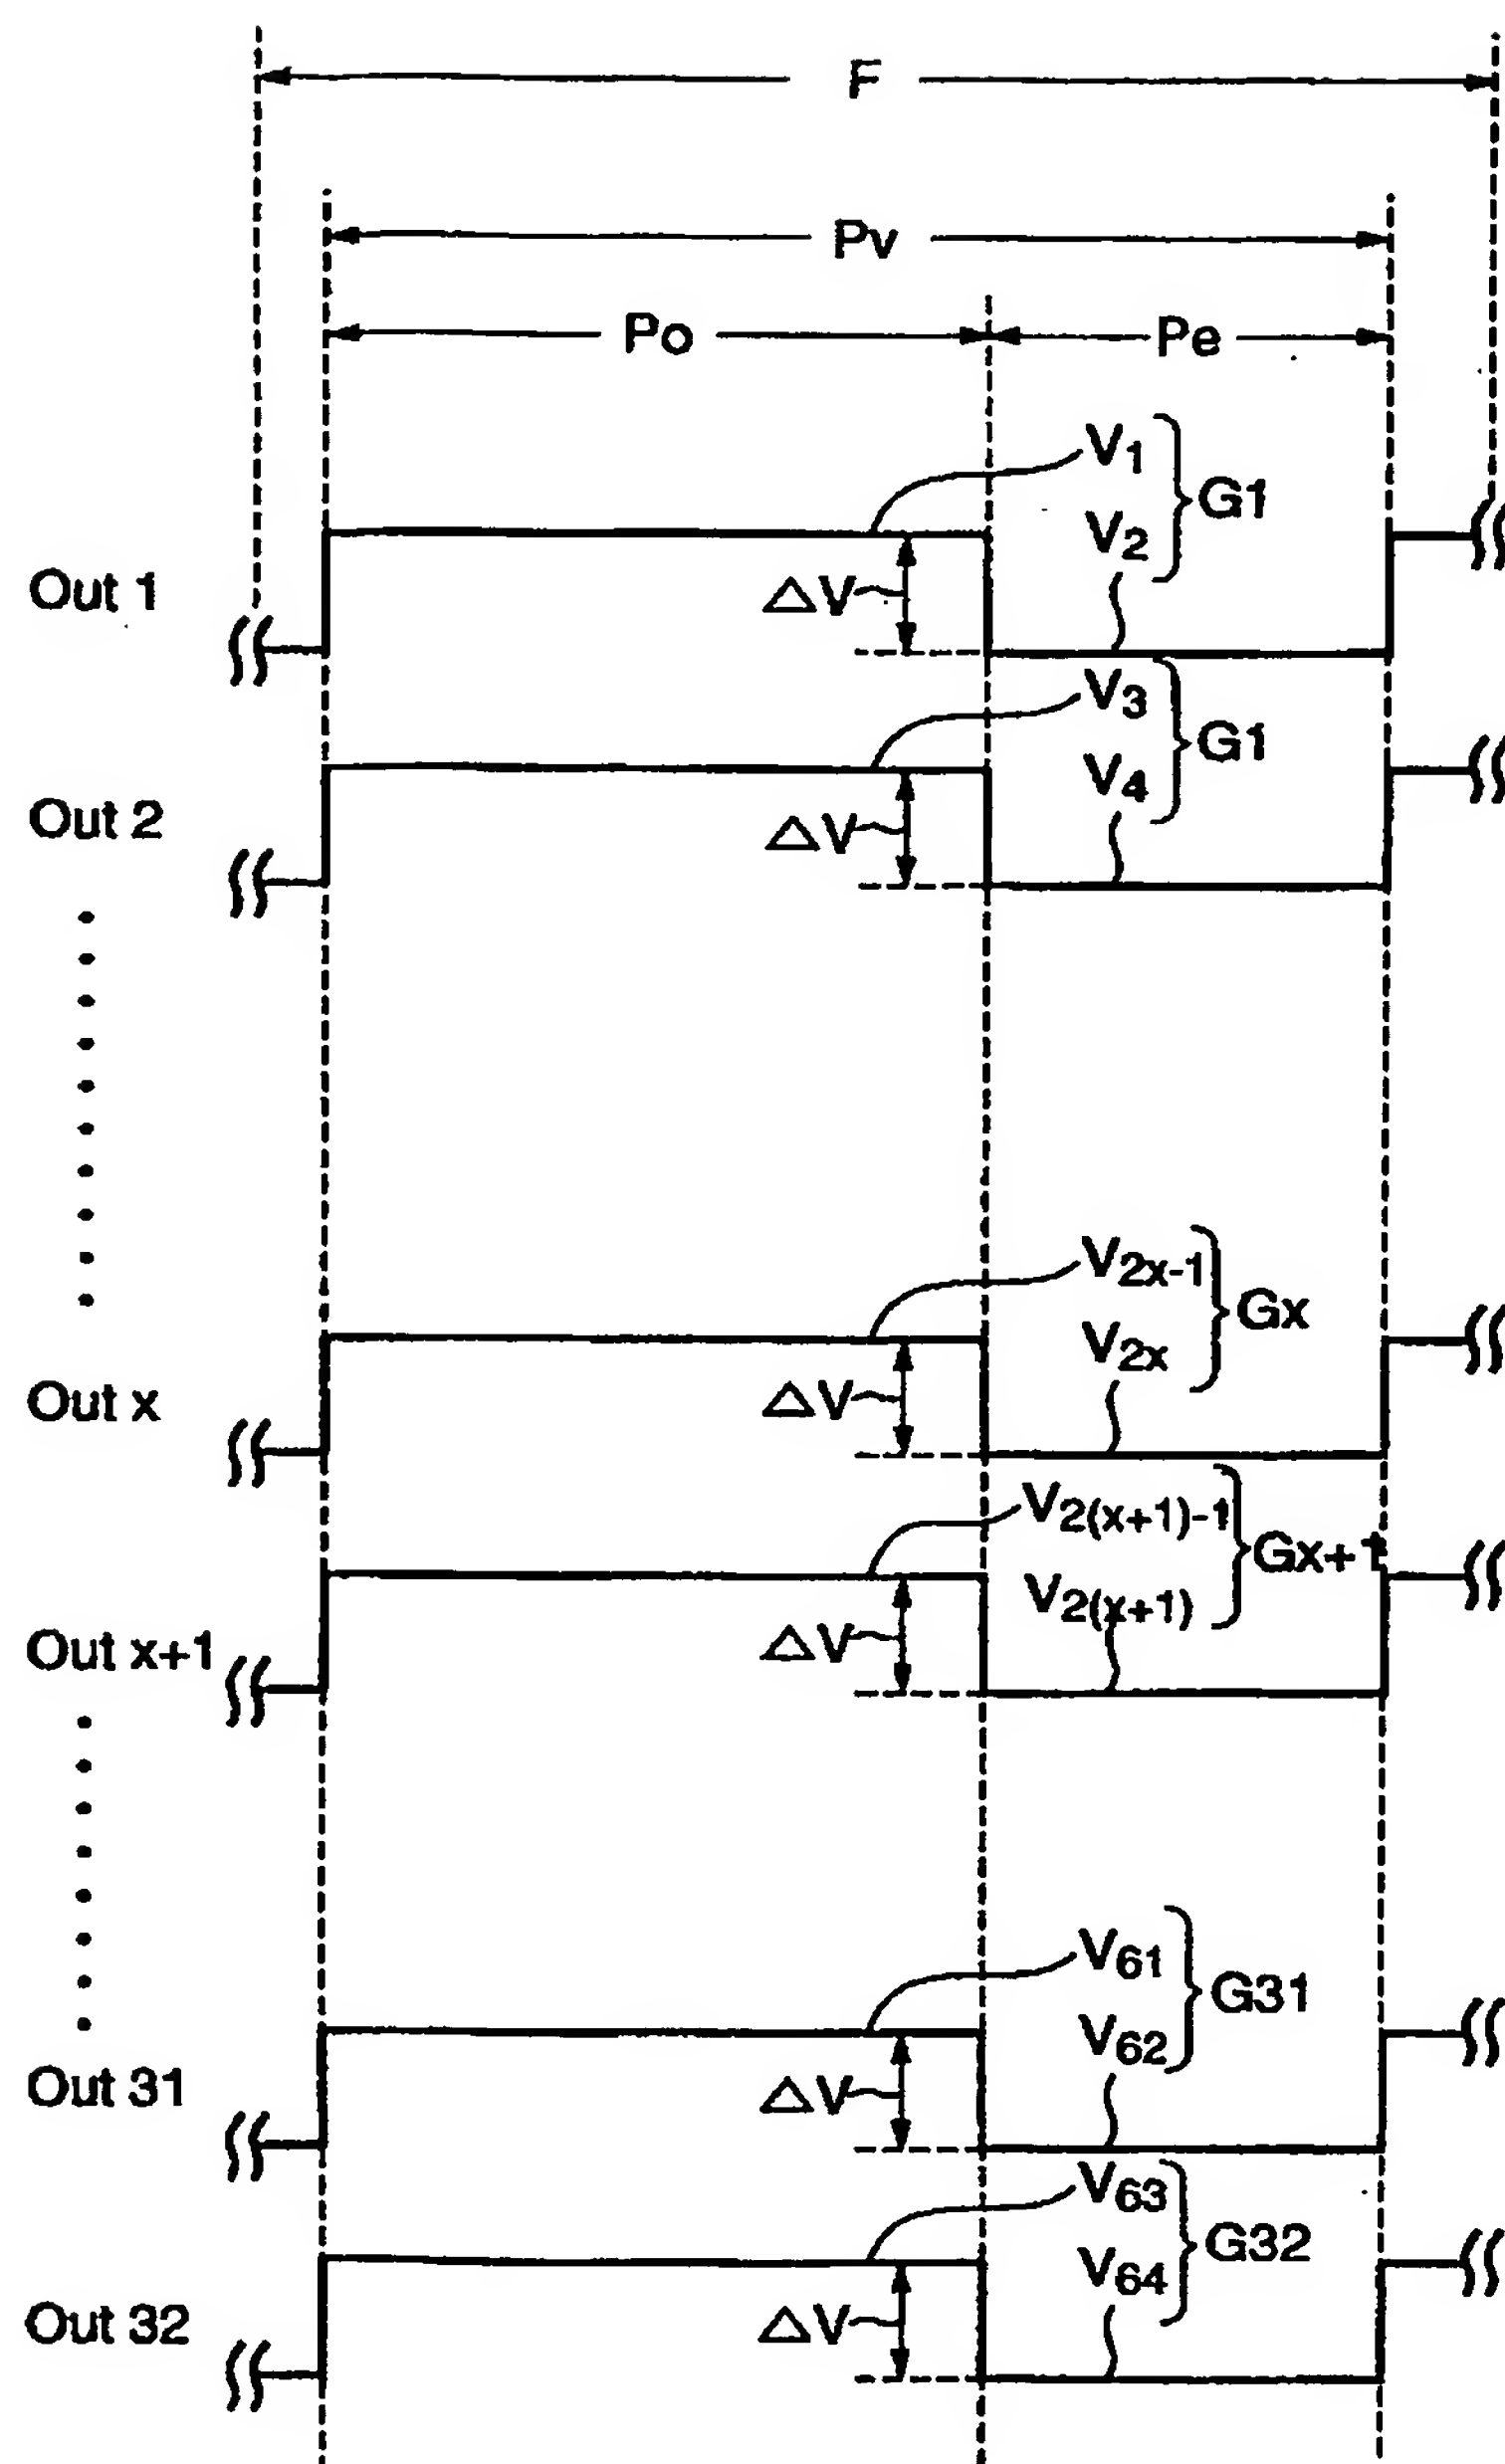 F
Pv
Po Pe
V1
G1
V2
Out 1
ΔV
V3
G1
V4
Out 2
ΔV
V2x-1
Gx
V2x
Out x
ΔV
V2(x+1)-1
Gx+1
V2(x+1)
Out x+1
ΔV
V61
G31
V62
Out 31
ΔV
V63
G32
V64
Out 32
ΔV